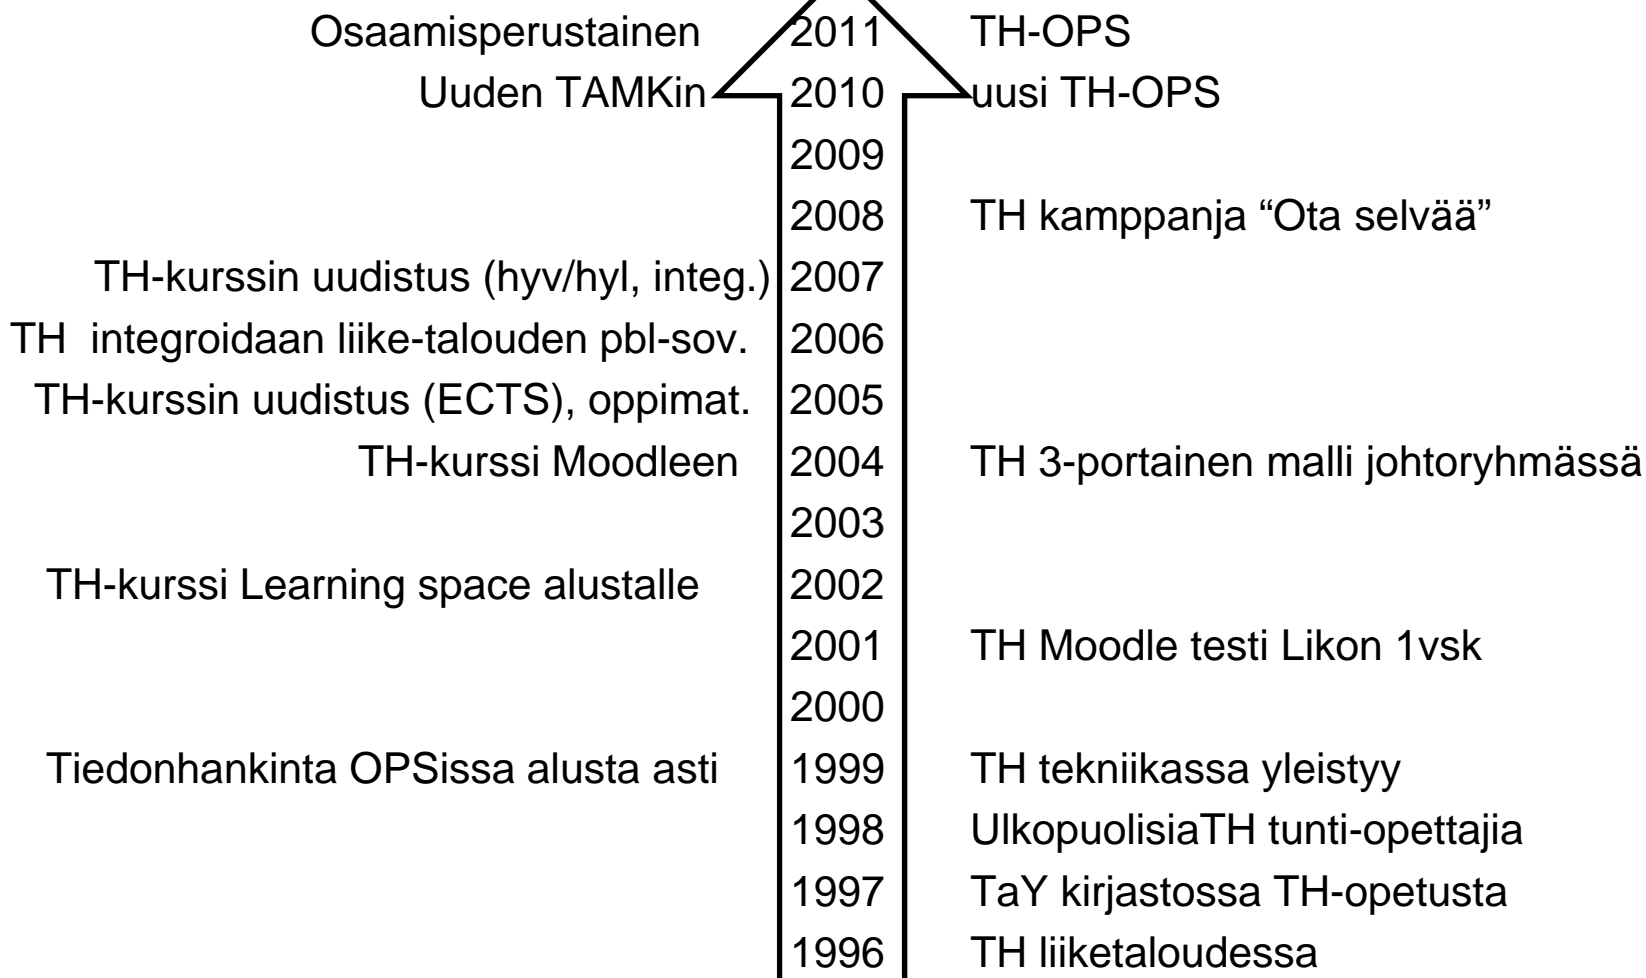 Osaamisperustainen 2011 TH-OPS
Uuden TAMKin 2010 uusi TH-OPS
2009
2008 TH kamppanja “Ota selvää”
TH-kurssin uudistus (hyv/hyl, integ.) 2007
TH integroidaan liike-talouden pbl-sov. 2006
TH-kurssin uudistus (ECTS), oppimat. 2005
TH-kurssi Moodleen 2004 TH 3-portainen malli johtoryhmässä
2003
TH-kurssi Learning space alustalle 2002
2001 TH Moodle testi Likon 1vsk
2000
Tiedonhankinta OPSissa alusta asti 1999 TH tekniikassa yleistyy
1998 UlkopuolisiaTH tunti-opettajia
1997 TaY kirjastossa TH-opetusta
1996 TH liiketaloudessa